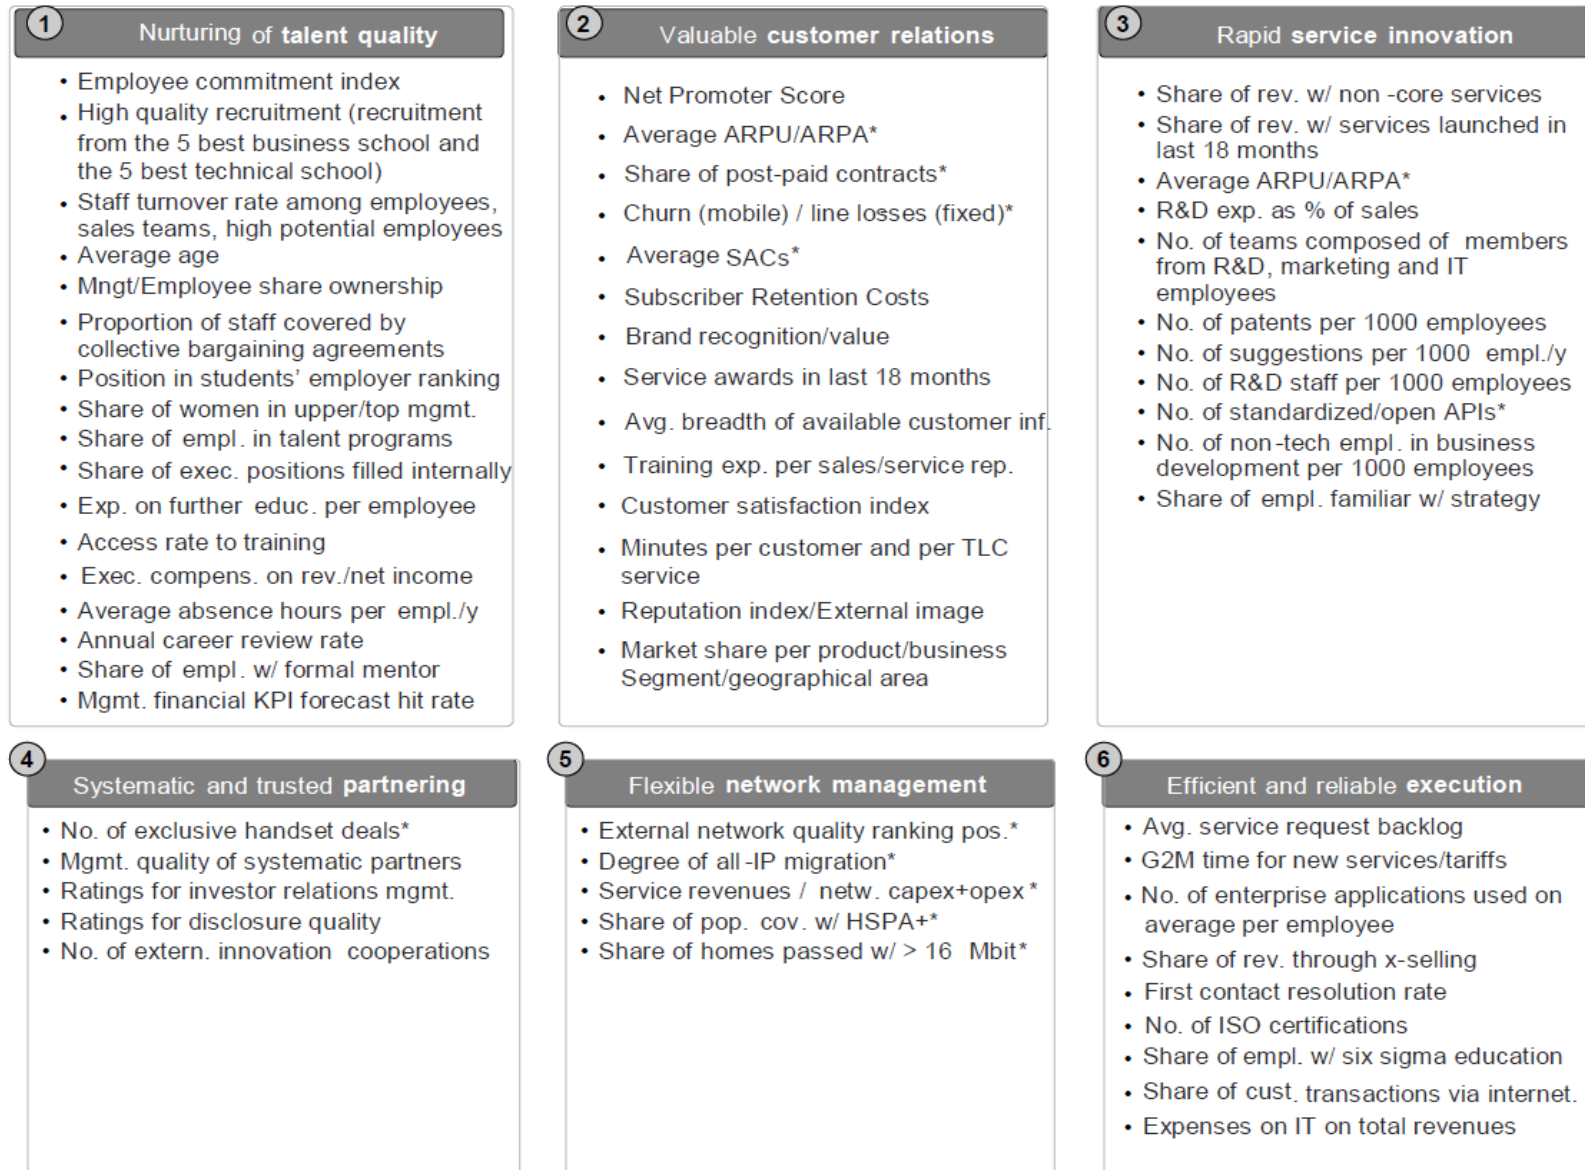 1
Nurturing of talent quality
• Employee commitment index
• High quality recruitment (recruitment
from the 5 best business school and
the 5 best technical school)
• Staff turnover rate among employees,
sales teams, high potential employees
• Average age
• Mngt/Employee share ownership
• Proportion of staff covered by
collective bargaining agreements
• Position in students' employer ranking
• Share of women in upper/top mgmt.
• Share of empl. in talent programs
• Share of exec. positions filled internally
• Exp. on further educ. per employee
• Access rate to training
• Exec. compens. on rev./net income
• Average absence hours per empl./y
• Annual career review rate
• Share of empl. w/ formal mentor
• Mgmt. financial KPI forecast hit rate
2
Valuable customer relations
• Net Promoter Score
• Average ARPU/ARPA*
• Share of post-paid contracts*
• Churn (mobile) / line losses (fixed)*
• Average SACs*
• Subscriber Retention Costs
• Brand recognition/value
• Service awards in last 18 months
• Avg. breadth of available customer inf.
• Training exp. per sales/service rep.
• Customer satisfaction index
• Minutes per customer and per TLC
service
• Reputation index/External image
• Market share per product/business
Segment/geographical area
3
Rapid service innovation
• Share of rev. w/ non -core services
• Share of rev. w/ services launched in
last 18 months
• Average ARPU/ARPA*
• R&D exp. as % of sales
• No. of teams composed of members
from R&D, marketing and IT
employees
• No. of patents per 1000 employees
• No. of suggestions per 1000 empl./y
• No. of R&D staff per 1000 employees
• No. of standardized/open APIs*
• No. of non-tech empl. in business
development per 1000 employees
• Share of empl. familiar w/ strategy
4
Systematic and trusted partnering
• No. of exclusive handset deals*
• Mgmt. quality of systematic partners
• Ratings for investor relations mgmt.
• Ratings for disclosure quality
• No. of extern. innovation cooperations
5
Flexible network management
• External network quality ranking pos.*
• Degree of all-IP migration*
• Service revenues / netw. capex+opex*
• Share of pop. cov. w/ HSPA+*
• Share of homes passed w/ > 16 Mbit*
6
Efficient and reliable execution
• Avg. service request backlog
• G2M time for new services/tariffs
• No. of enterprise applications used on
average per employee
• Share of rev. through x-selling
• First contact resolution rate
• No. of ISO certifications
• Share of empl. w/ six sigma education
• Share of cust. transactions via internet.
• Expenses on IT on total revenues